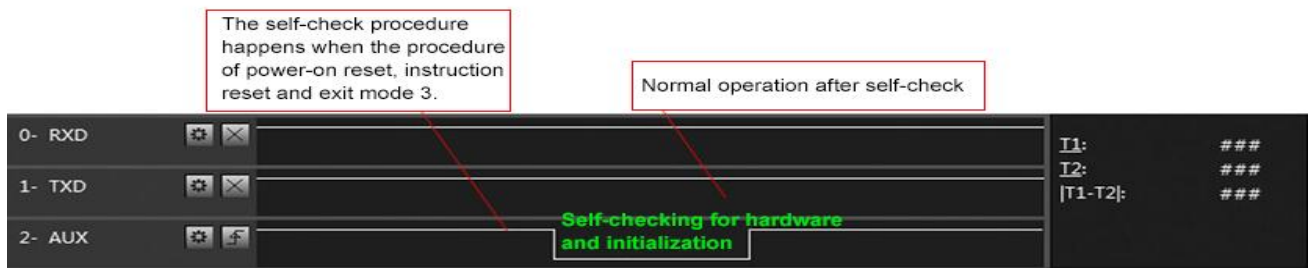 The self-check procedure
happens when the procedure
of power-on reset, instruction
reset and exit mode 3.
Normal operation after self-check
0- RXD
T1: ###
T2: ###
1- TXD
|T1-T2|: ###
Self-checking for hardware
and initialization
2- AUX